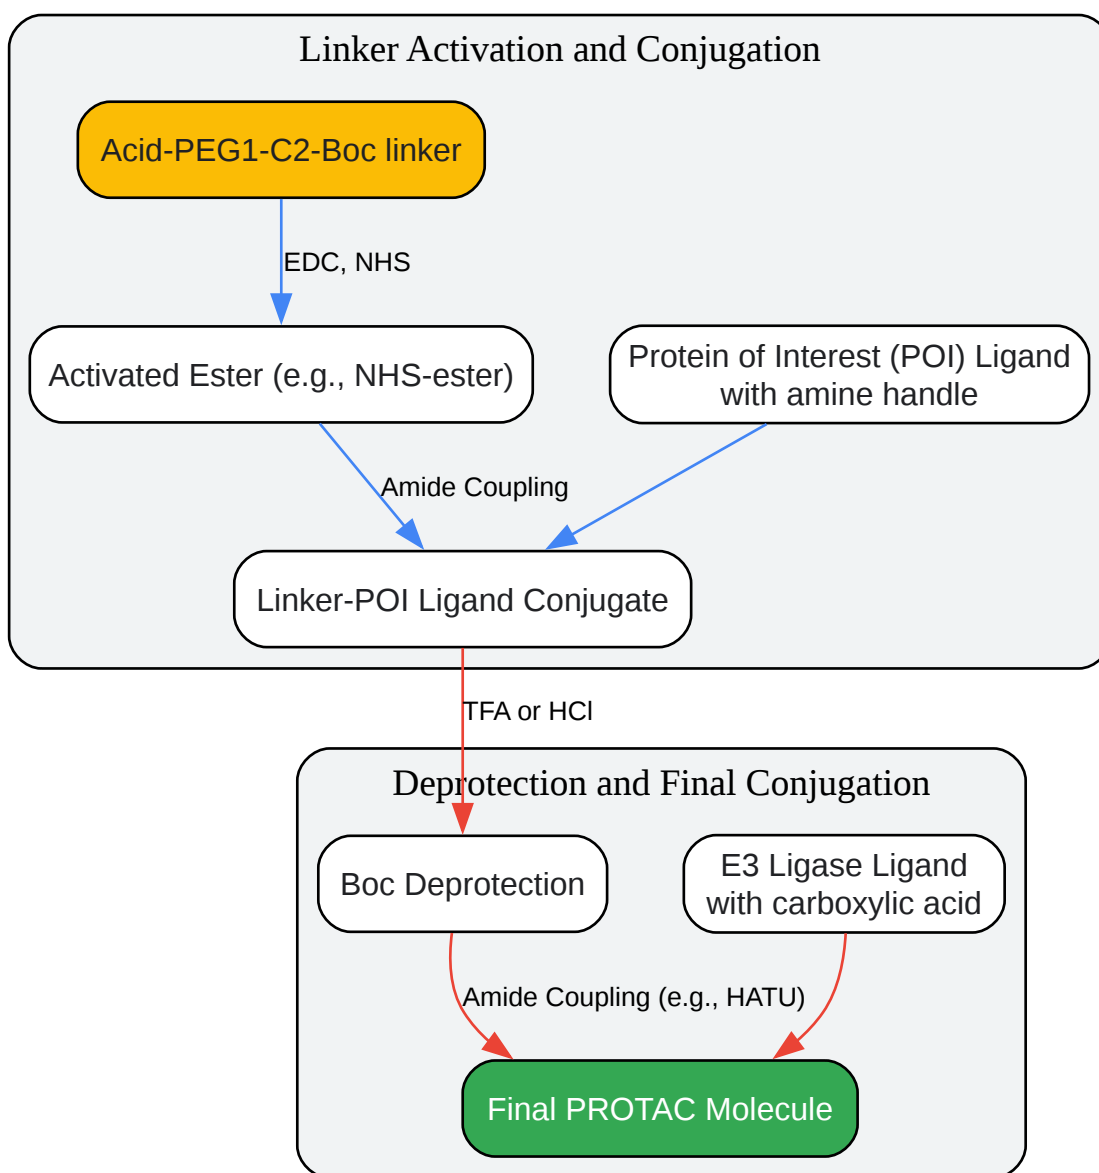 Linker Activation and Conjugation
Acid-PEG1-C2-Boc linker
EDC, NHS
Activated Ester (e.g., NHS-ester)
Protein of Interest (POI) Ligand
with amine handle
Amide Coupling
Linker-POI Ligand Conjugate
TFA or HCl
Deprotection and Final Conjugation
Boc Deprotection
E3 Ligase Ligand
with carboxylic acid
Amide Coupling (e.g., HATU)
Final PROTAC Molecule